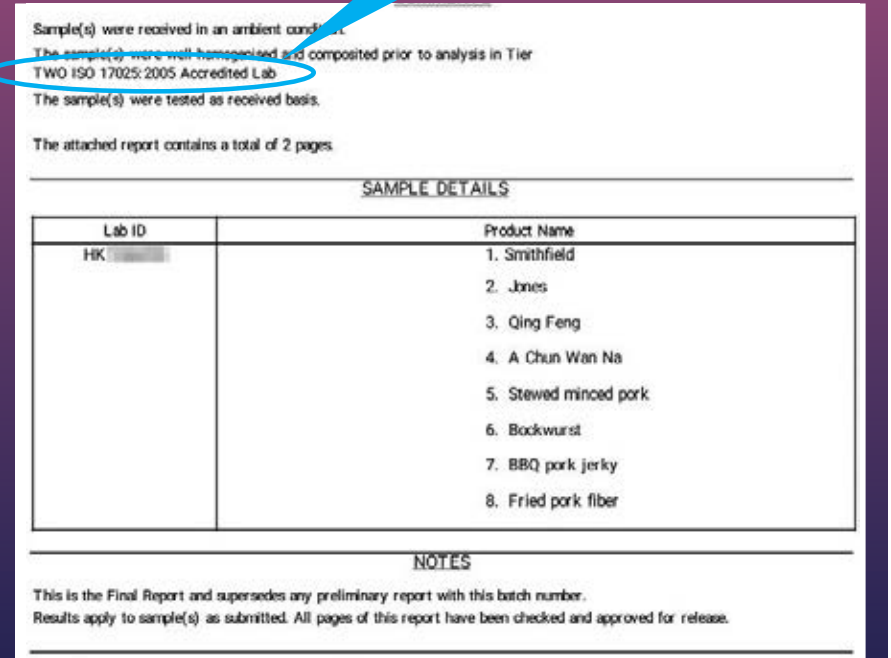 Sample(s) were received in an ambient condition.
The sample(s) were well homogenised and composited prior to analysis in Tier
TWO ISO 17025:2005 Accredited Lab
The sample(s) were tested as received basis.
The attached report contains a total of 2 pages.
SAMPLE DETAILS
Lab ID Product Name
HK 1. Smithfield
2. Jones
3. Qing Feng
4. A Chun Wan Na
5. Stewed minced pork
6. Bockwurst
7. BBQ pork jerky
8. Fried pork fiber
NOTES
This is the Final Report and supersedes any preliminary report with this batch number.
Results apply to sample(s) as submitted. All pages of this report have been checked and approved for release.